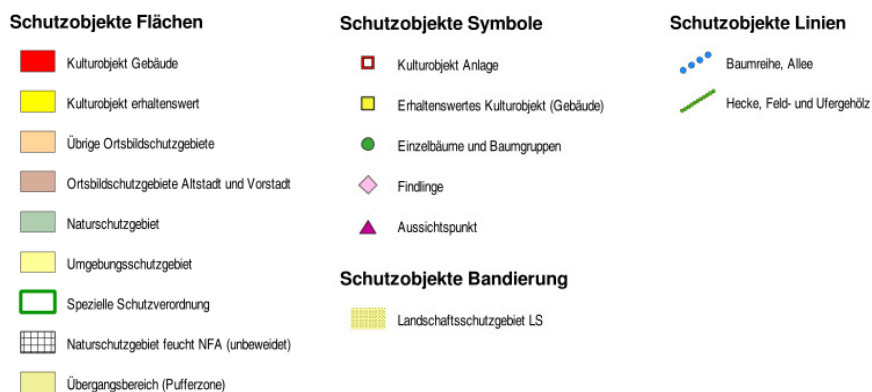 Schutzobjekte Flächen
Kulturobjekt Gebäude
Kulturobjekt erhaltenswert
Übrige Ortsbildschutzgebiete
Ortsbildschutzgebiete Altstadt und Vorstadt
Naturschutzgebiet
Umgebungsschutzgebiet
Spezielle Schutzverordnung
Naturschutzgebiet feucht NFA (unbeweidet)
Übergangsbereich (Pufferzone)
Schutzobjekte Symbole
Kulturobjekt Anlage
Erhaltenswertes Kulturobjekt (Gebäude)
Einzelbäume und Baumgruppen
Findlinge
Aussichtspunkt
Schutzobjekte Bandierung
Landschaftsschutzgebiet LS
Schutzobjekte Linien
Baumreihe, Allee
Hecke, Feld- und Ufergehölz